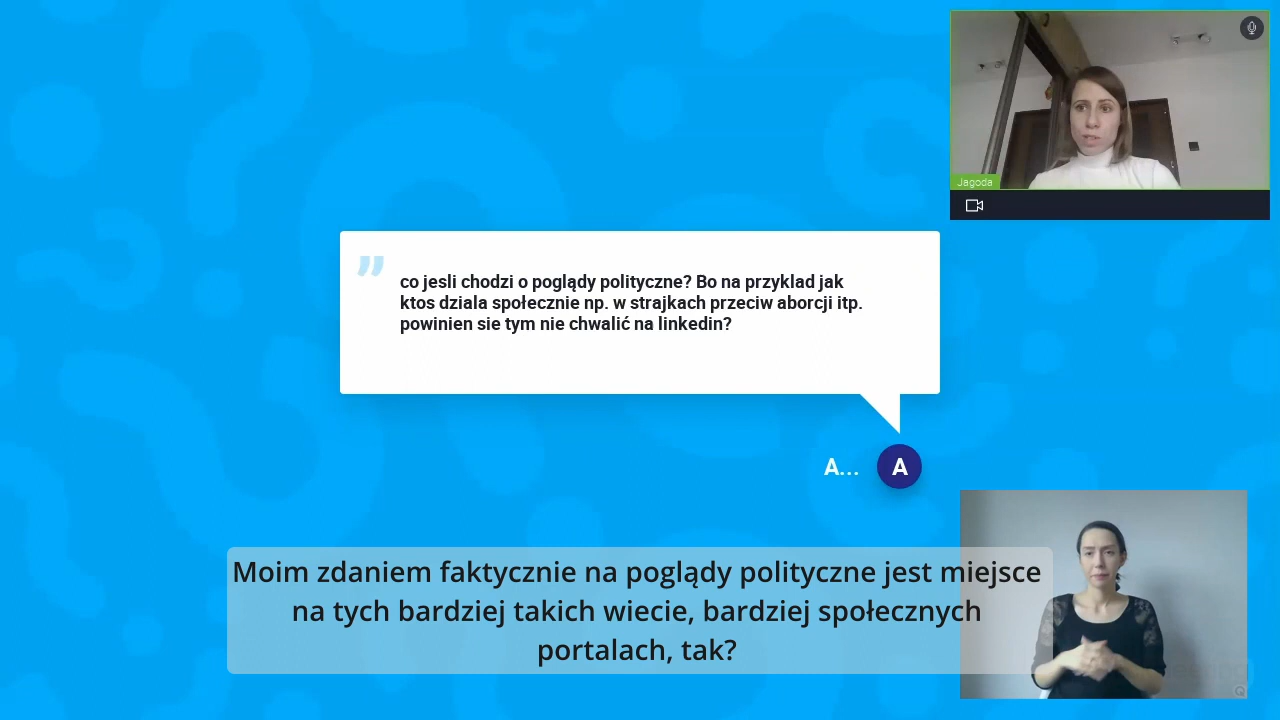 Jagoda
co jesli chodzi o poglądy polityczne? Bo na przyklad jak
ktos dziala społecznie np. w strajkach przeciw aborcji itp.
powinien sie tym nie chwalić na linkedin?
A...
A
Moim zdaniem faktycznie na poglądy polityczne jest miejsce
na tych bardziej takich wiecie, bardziej społecznych
portalach, tak?